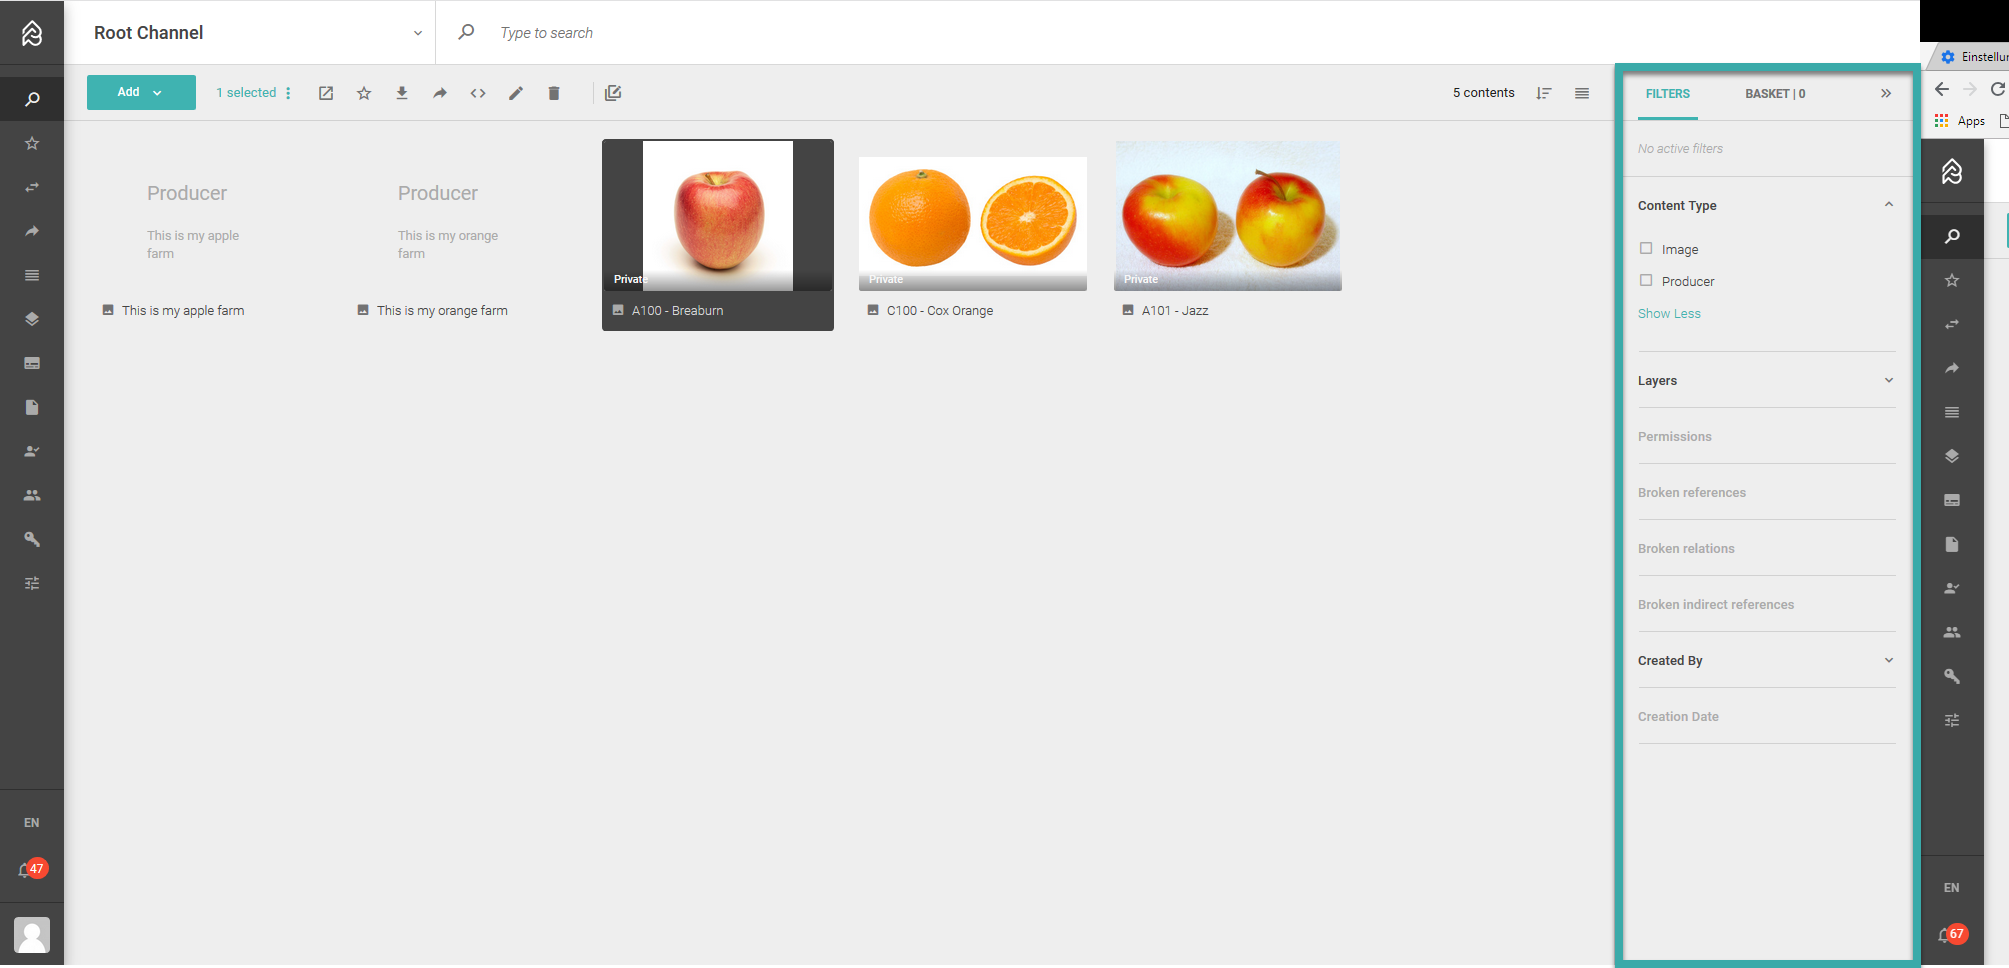 Root Channel
Type to search
Add
1 selected
5 contents
Producer
This is my apple
farm
This is my apple farm
Producer
This is my orange
farm
This is my orange farm
Private
A100 - Breaburn
Private
C100 - Cox Orange
Private
A101 - Jazz
FILTERS
BASKET | 0
No active filters
Content Type
Image
Producer
Show Less
Layers
Permissions
Broken references
Broken relations
Broken indirect references
Created By
Creation Date
EN
47
Apps
EN
67